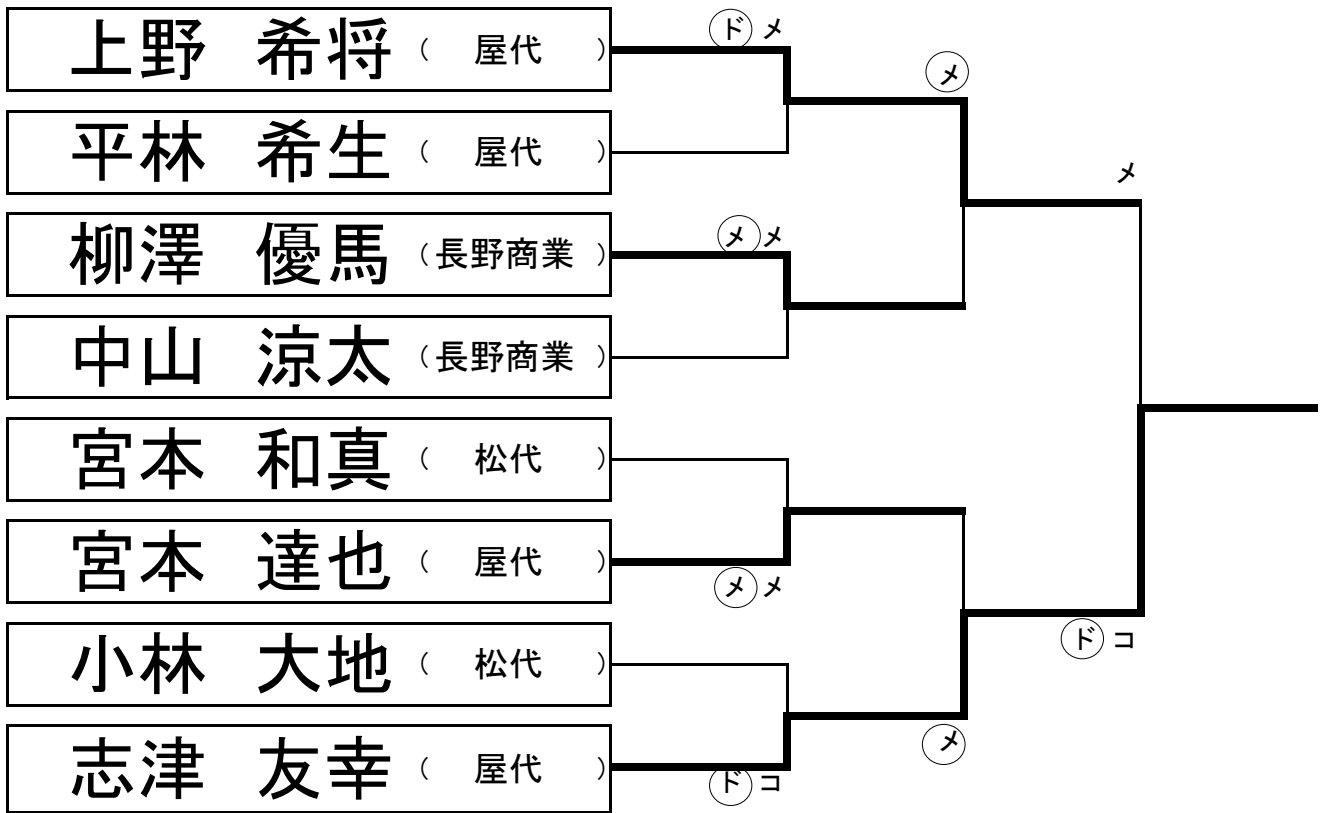 上野 希将 ( 屋代 )
ド メ
メ
平林 希生 ( 屋代 )
メ
柳澤 優馬 (長野商業 )
メ メ
中山 涼太 (長野商業 )
宮本 和真 ( 松代 )
宮本 達也 ( 屋代 )
メ メ
小林 大地 ( 松代 )
ド コ
志津 友幸 ( 屋代 )
メ
ド コ